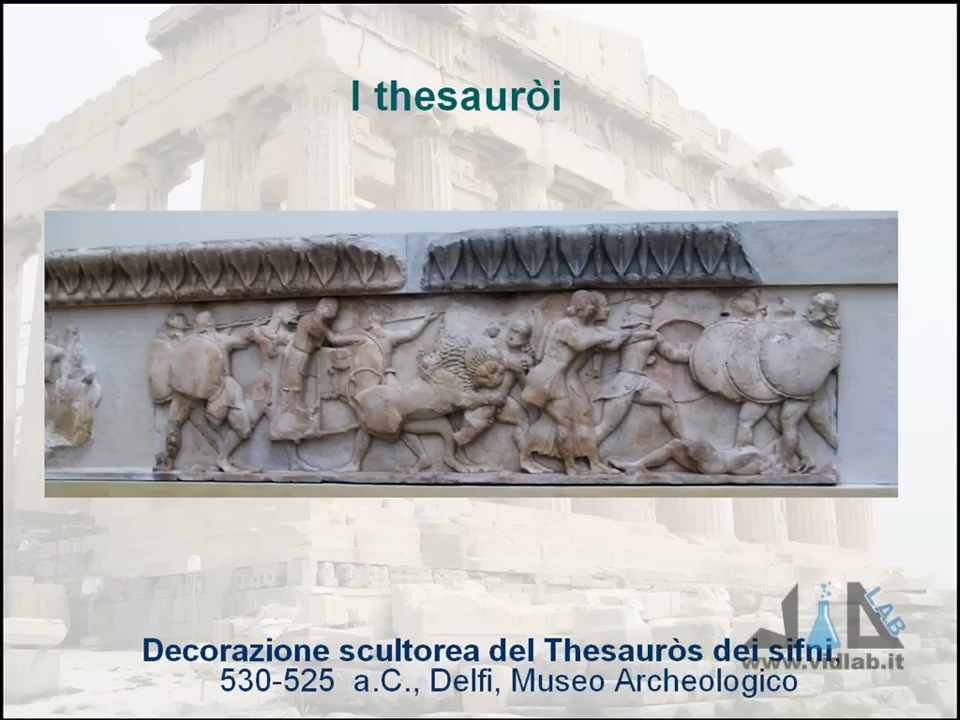 I thesauròi
LAB
Decorazione scultorea del Thesauròs dei sifni,
www.vidlab.it
530-525 a.C., Delfi, Museo Archeologico